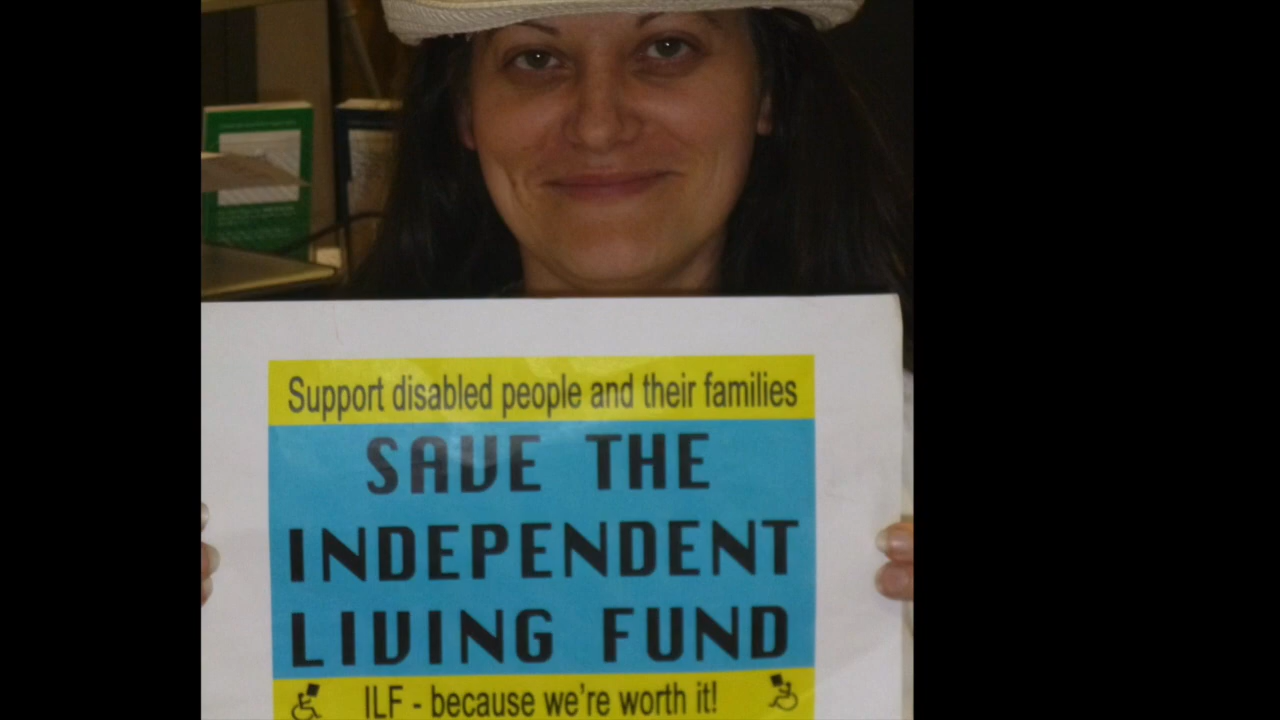 Support disabled people and their families
SAVE THE
INDEPENDENT
LIVING FUND
ILF - because we're worth it!